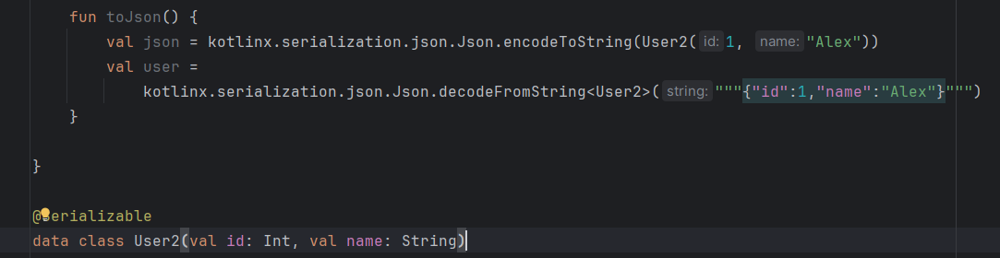 fun toJson() {
val json = kotlinx.serialization.json.Json.encodeToString(User2( id: 1, name: "Alex"))
val user =
kotlinx.serialization.json.Json.decodeFromString<User2>( string: """{"id":1,"name":"Alex"}""")
}
}
@Serializable
data class User2(val id: Int, val name: String)